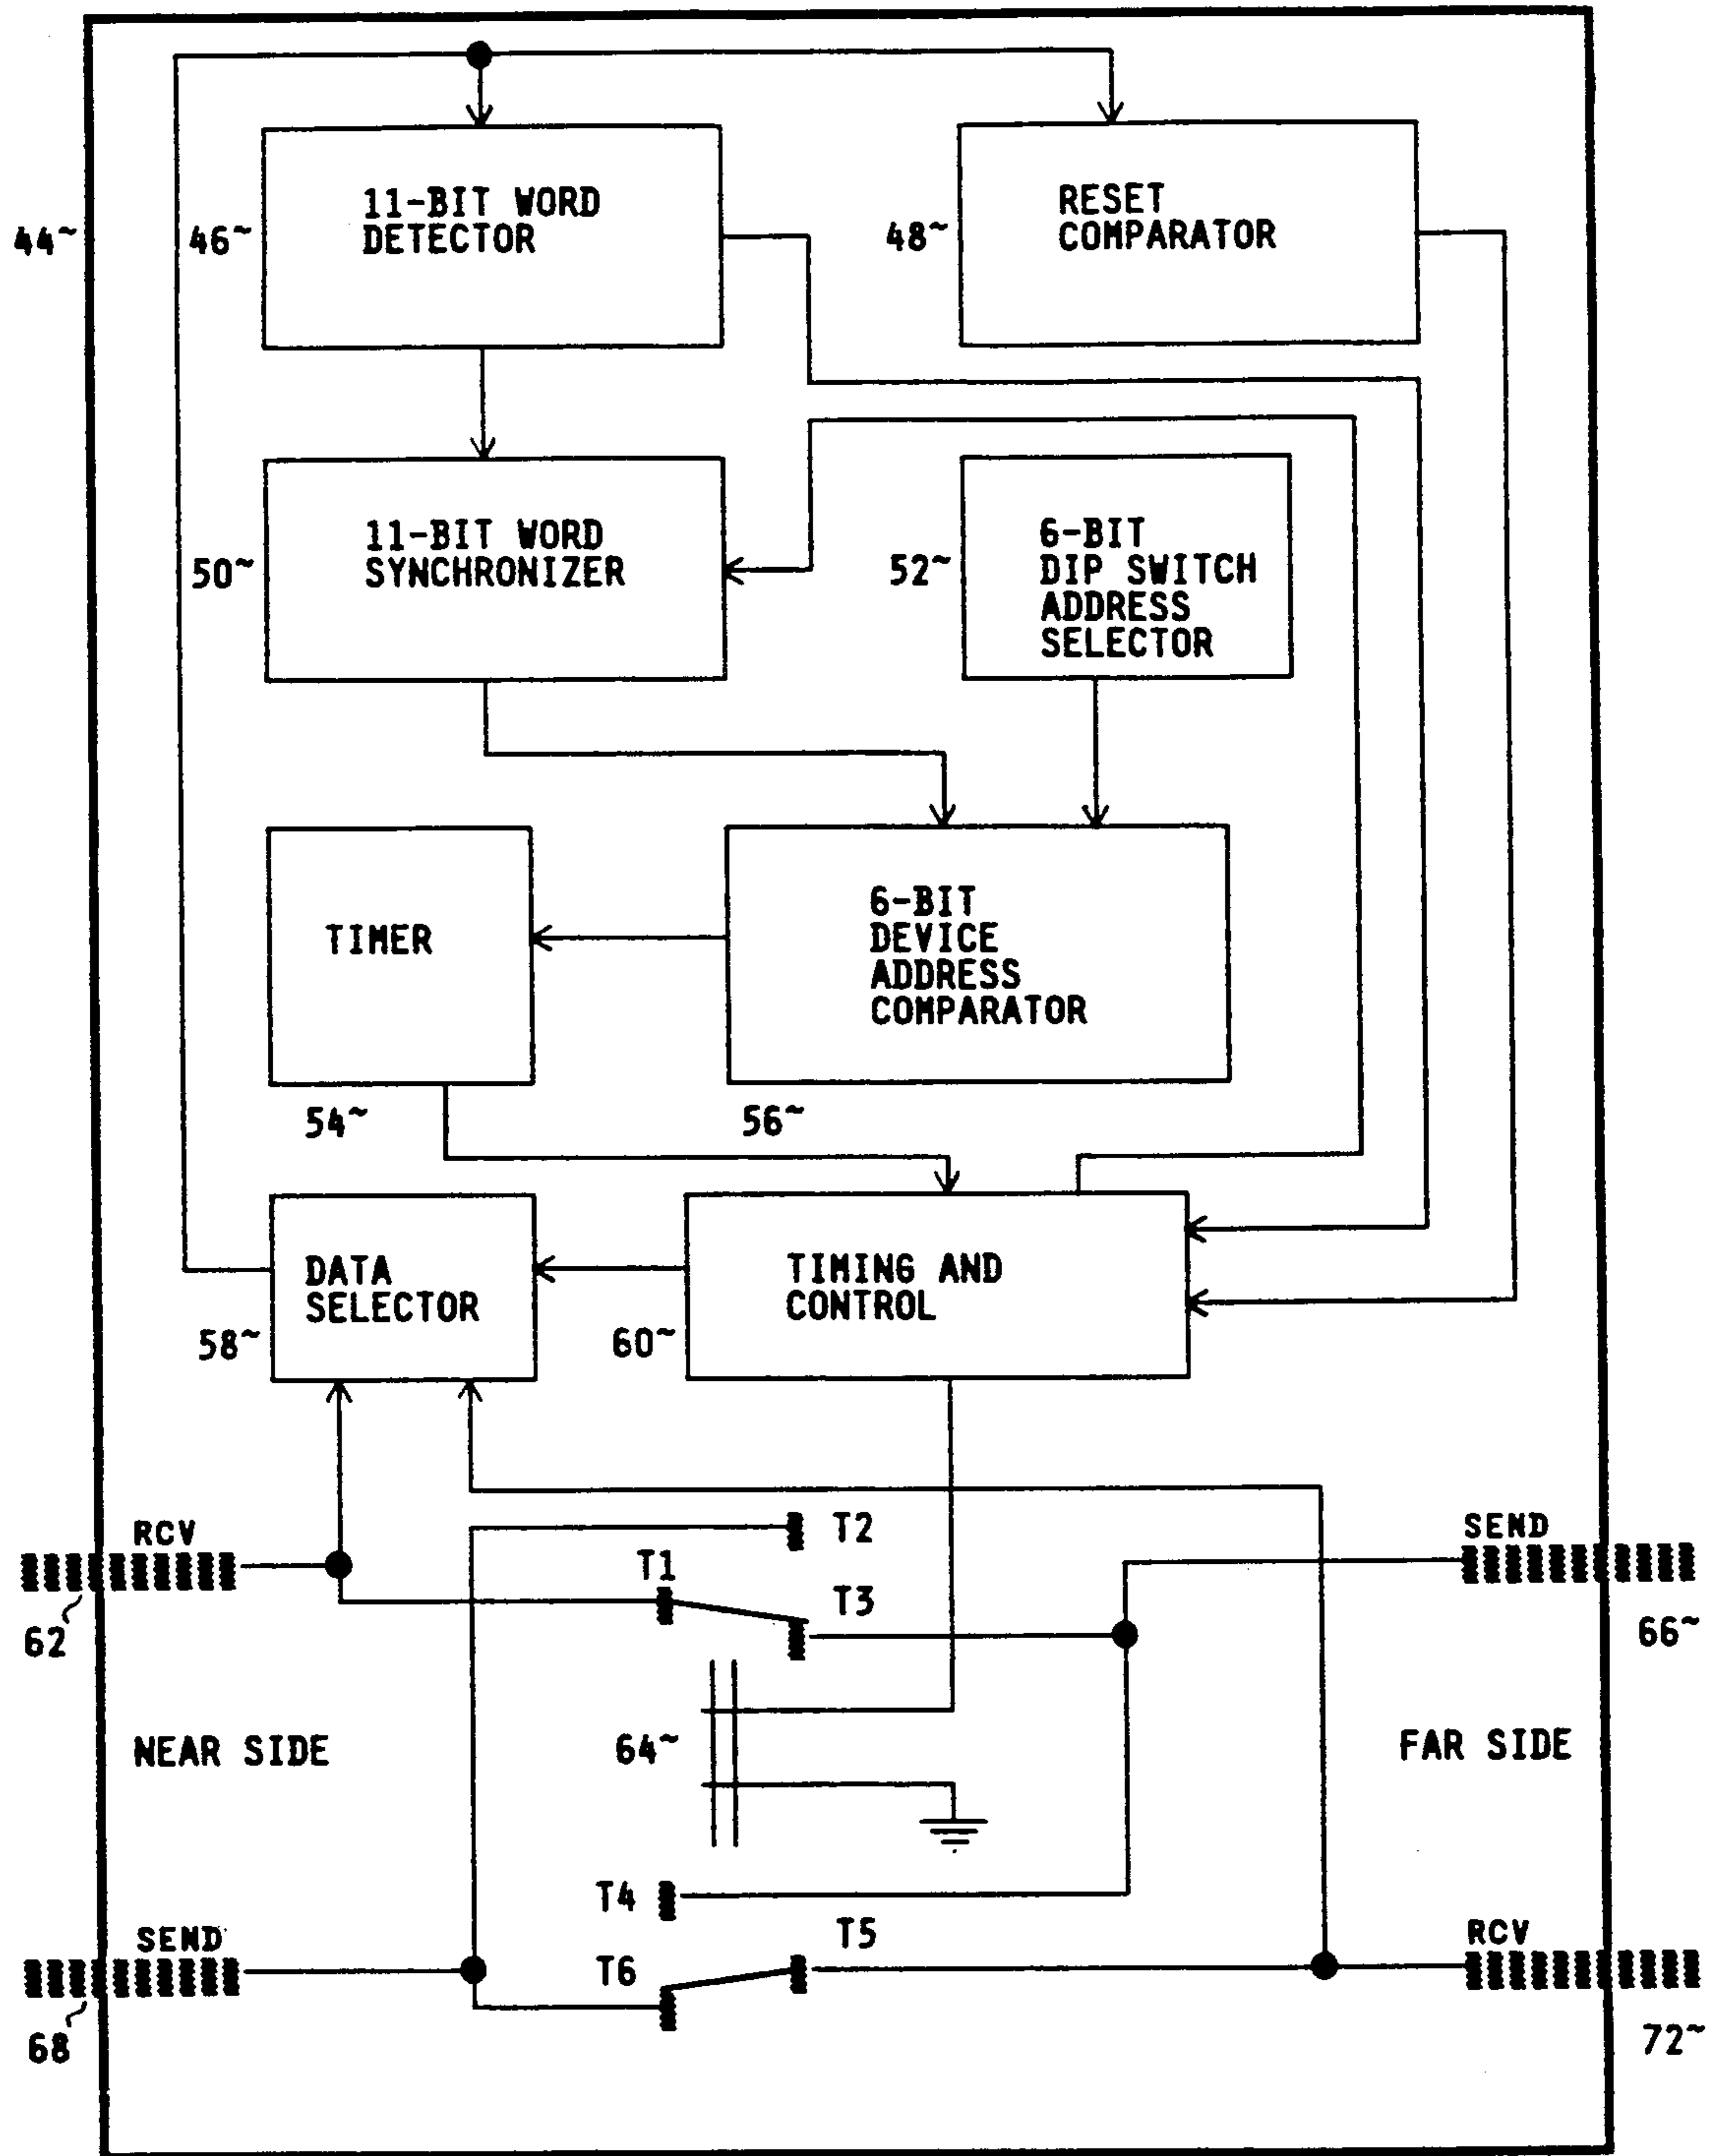 11-BIT WORD
DETECTOR
RESET
COMPARATOR
44~
46~
48~
11-BIT WORD
SYNCHRONIZER
50~
6-BIT
DIP SWITCH
ADDRESS
SELECTOR
52~
TIMER
54~
6-BIT
DEVICE
ADDRESS
COMPARATOR
56~
DATA
SELECTOR
58~
TIMING AND
CONTROL
60~
RCV
62
T2
T1
T3
SEND
66~
NEAR SIDE
64~
FAR SIDE
T4
T5
T6
SEND
68
RCV
72~